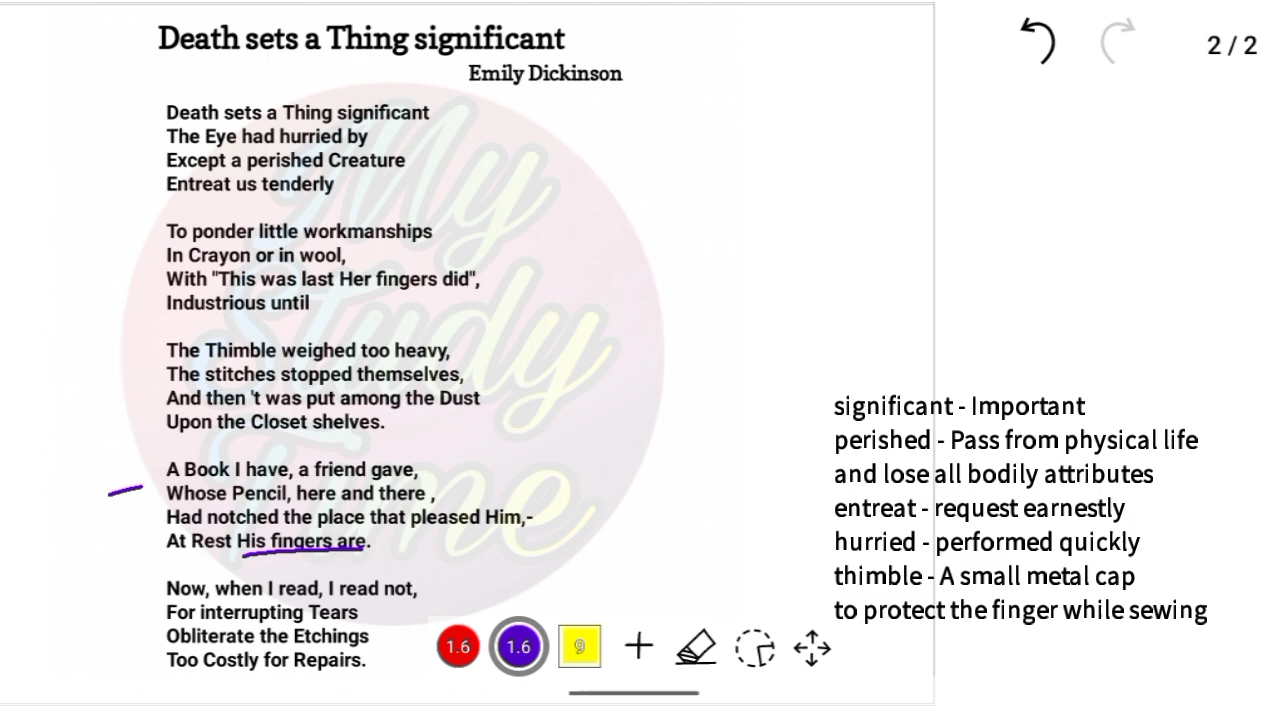 Death sets a Thing significant
Emily Dickinson
Death sets a Thing significant
The Eye had hurried by
Except a perished Creature
Entreat us tenderly
To ponder little workmanships
In Crayon or in wool,
With "This was last Her fingers did",
Industrious until
The Thimble weighed too heavy,
The stitches stopped themselves,
And then 't was put among the Dust
Upon the Closet shelves.
A Book I have, a friend gave,
Whose Pencil, here and there ,
Had notched the place that pleased Him,-
At Rest His fingers are.
Now, when I read, I read not,
For interrupting Tears
Obliterate the Etchings
Too Costly for Repairs.
My
Study
Time
2 / 2
significant - Important
perished - Pass from physical life
and lose all bodily attributes
entreat - request earnestly
hurried - performed quickly
thimble - A small metal cap
to protect the finger while sewing
1.6
1.6
9